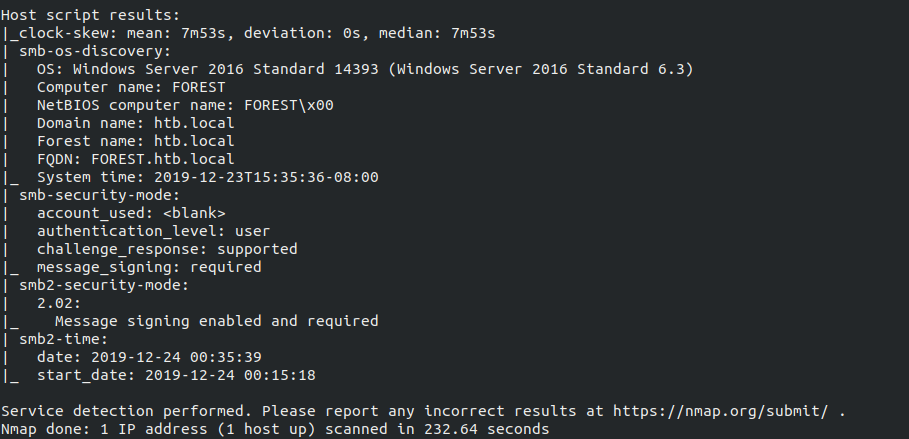 Host script results:
|_clock-skew: mean: 7m53s, deviation: 0s, median: 7m53s
| smb-os-discovery:
|   OS: Windows Server 2016 Standard 14393 (Windows Server 2016 Standard 6.3)
|   Computer name: FOREST
|   NetBIOS computer name: FOREST\x00
|   Domain name: htb.local
|   Forest name: htb.local
|   FQDN: FOREST.htb.local
|_  System time: 2019-12-23T15:35:36-08:00
| smb-security-mode:
|   account_used: <blank>
|   authentication_level: user
|   challenge_response: supported
|_  message_signing: required
| smb2-security-mode:
|   2.02:
|_    Message signing enabled and required
| smb2-time:
|   date: 2019-12-24 00:35:39
|_  start_date: 2019-12-24 00:15:18

Service detection performed. Please report any incorrect results at https://nmap.org/submit/ .
Nmap done: 1 IP address (1 host up) scanned in 232.64 seconds